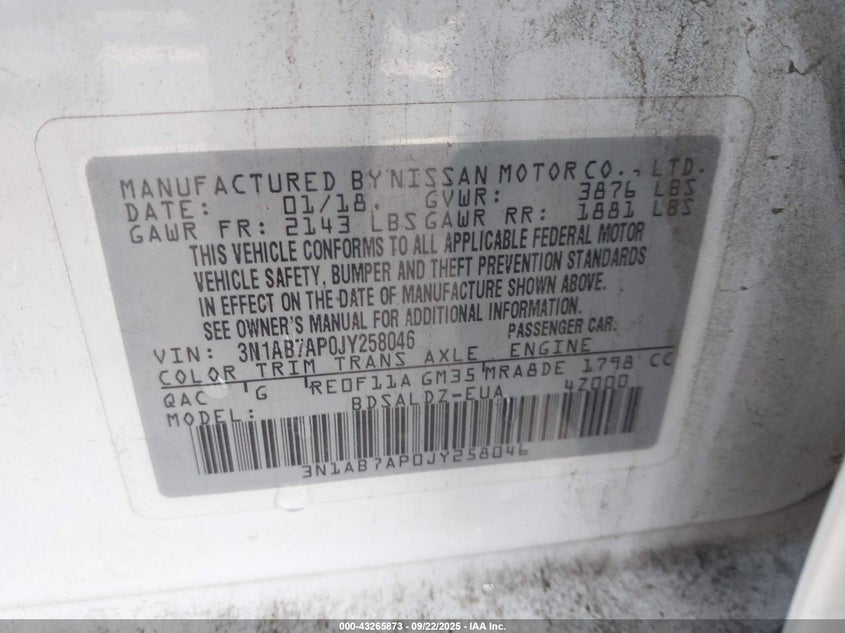 MANUFACTURED BY NISSAN MOTOR CO., LTD.
DATE: 01/18. GVWR: 3876 LBS
GAWR FR: 2143 LBS GAWR RR: 1881 LBS
THIS VEHICLE CONFORMS TO ALL APPLICABLE FEDERAL MOTOR
VEHICLE SAFETY, BUMPER AND THEFT PREVENTION STANDARDS
IN EFFECT ON THE DATE OF MANUFACTURE SHOWN ABOVE.
SEE OWNER'S MANUAL FOR ADDITIONAL INFORMATION.
VIN: 3N1AB7AP0JY258046 PASSENGER CAR.
COLOR TRIM TRANS AXLE ENGINE
QAC G RE0F11A GM35 MRA8DE 1798 CC
MODEL: BDSALDZ-EUA 4Z000
3N1AB7AP0JY258046
000-43265873 - 09/22/2025 - IAA Inc.